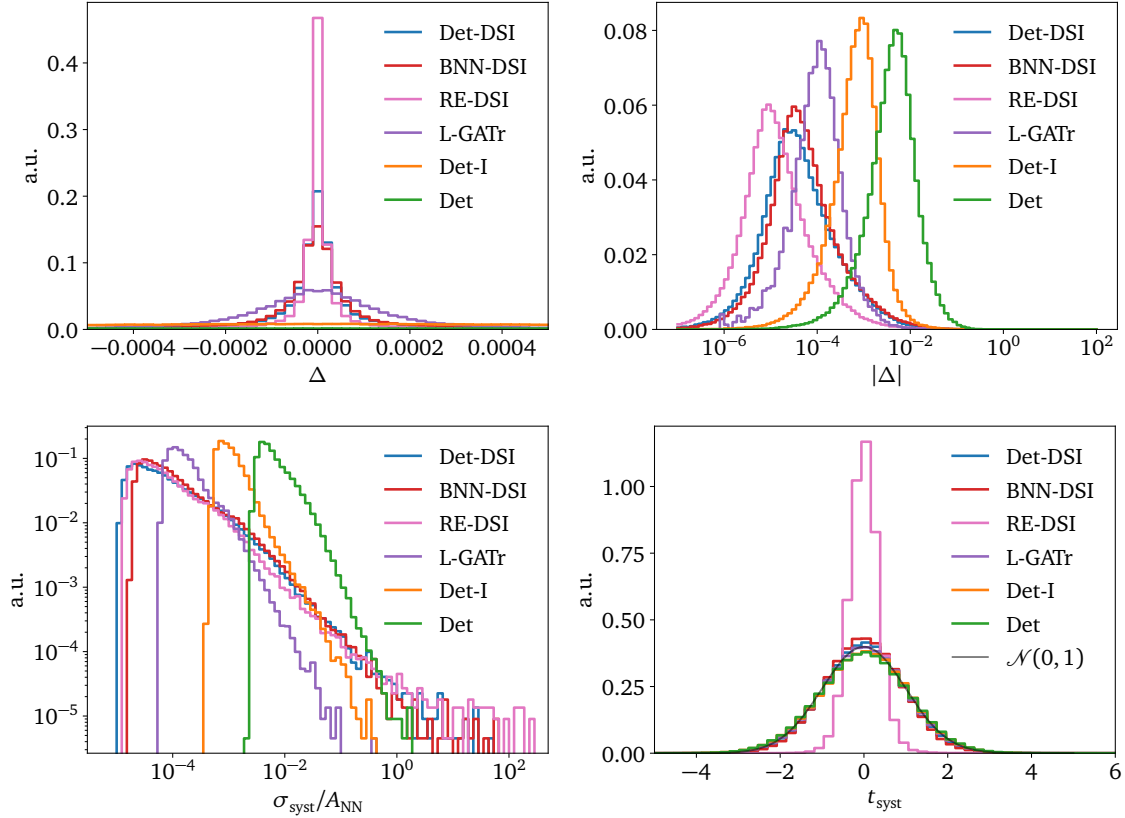 a.u.
0.4
0.3
0.2
0.1
0.0
−0.0004
−0.0002
0.0000
0.0002
0.0004
Δ
Det-DSI
BNN-DSI
RE-DSI
L-GATr
Det-I
Det
a.u.
0.08
0.06
0.04
0.02
0.00
10⁻⁶
10⁻⁴
10⁻²
10⁰
10²
|Δ|
Det-DSI
BNN-DSI
RE-DSI
L-GATr
Det-I
Det
a.u.
10⁻¹
10⁻²
10⁻³
10⁻⁴
10⁻⁵
10⁻⁴
10⁻²
10⁰
10²
σ_syst/A_NN
Det-DSI
BNN-DSI
RE-DSI
L-GATr
Det-I
Det
a.u.
1.00
0.75
0.50
0.25
0.00
−4
−2
0
2
4
6
t_syst
Det-DSI
BNN-DSI
RE-DSI
L-GATr
Det-I
Det
𝒩(0, 1)